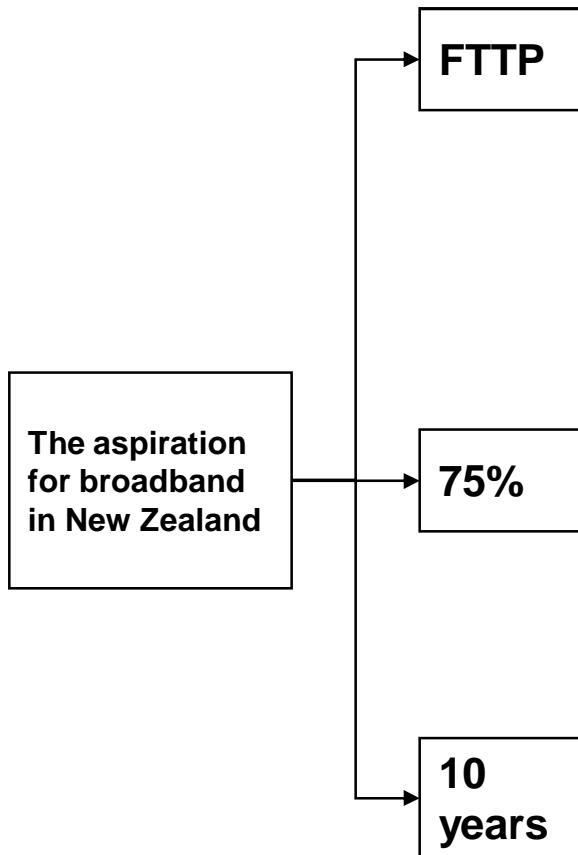 FTTP
The aspiration
for broadband
in New Zealand
75%
10
years